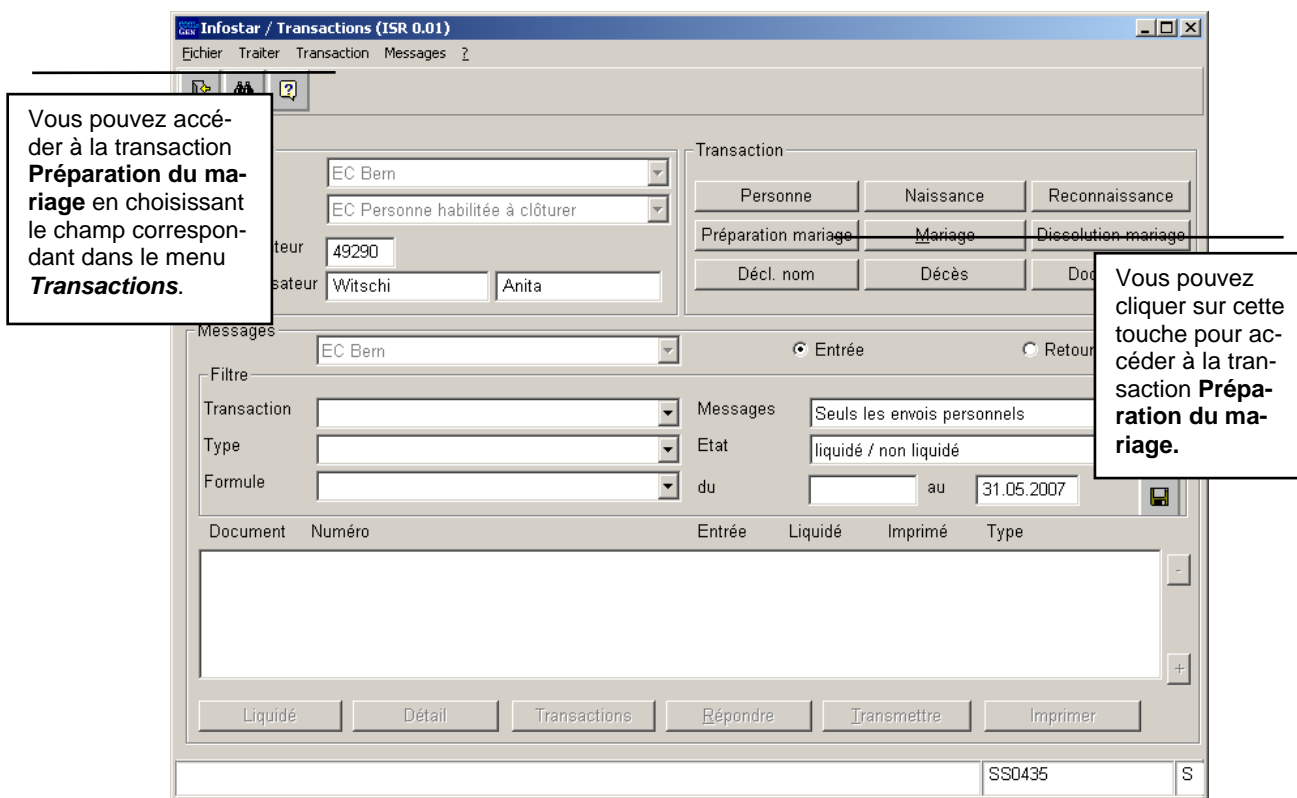 Infostar / Transactions (ISR 0.01)
Fichier Traiter Transaction Messages ?
Vous pouvez accé-
der à la transaction
Préparation du ma-
riage en choisissant
le champ correspon-
dant dans le menu
Transactions.
EC Bern
EC Personne habilitée à clôturer
teur 49290
sateur Witschi Anita
Transaction
Personne Naissance Reconnaissance
Préparation mariage Mariage Dissolution mariage
Décl. nom Décès Doc
Vous pouvez
cliquer sur cette
touche pour ac-
céder à la tran-
saction Prépa-
ration du ma-
riage.
Messages
EC Bern Entrée Retour
Filtre
Transaction Messages Seuls les envois personnels
Type Etat liquidé / non liquidé
Formule du au 31.05.2007
Document Numéro Entrée Liquidé Imprimé Type
-
+
Liquidé Détail Transactions Répondre Transmettre Imprimer
SS0435 S